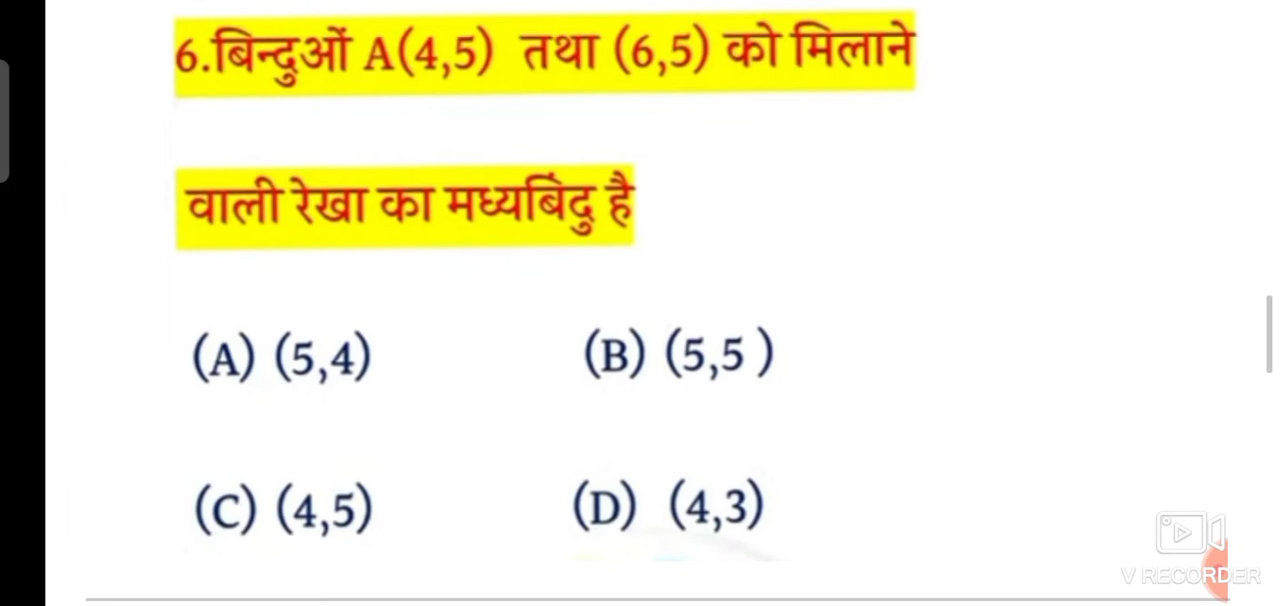 6.बिन्दुओं A(4,5) तथा (6,5) को मिलाने
वाली रेखा का मध्यबिंदु है
(A) (5,4) (B) (5,5 )
(C) (4,5) (D) (4,3)
V RECORDER